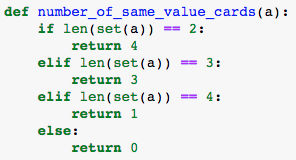 def number_of_same_value_cards(a):
    if len(set(a)) == 2:
        return 4
    elif len(set(a)) == 3:
        return 3
    elif len(set(a)) == 4:
        return 1
    else:
        return 0